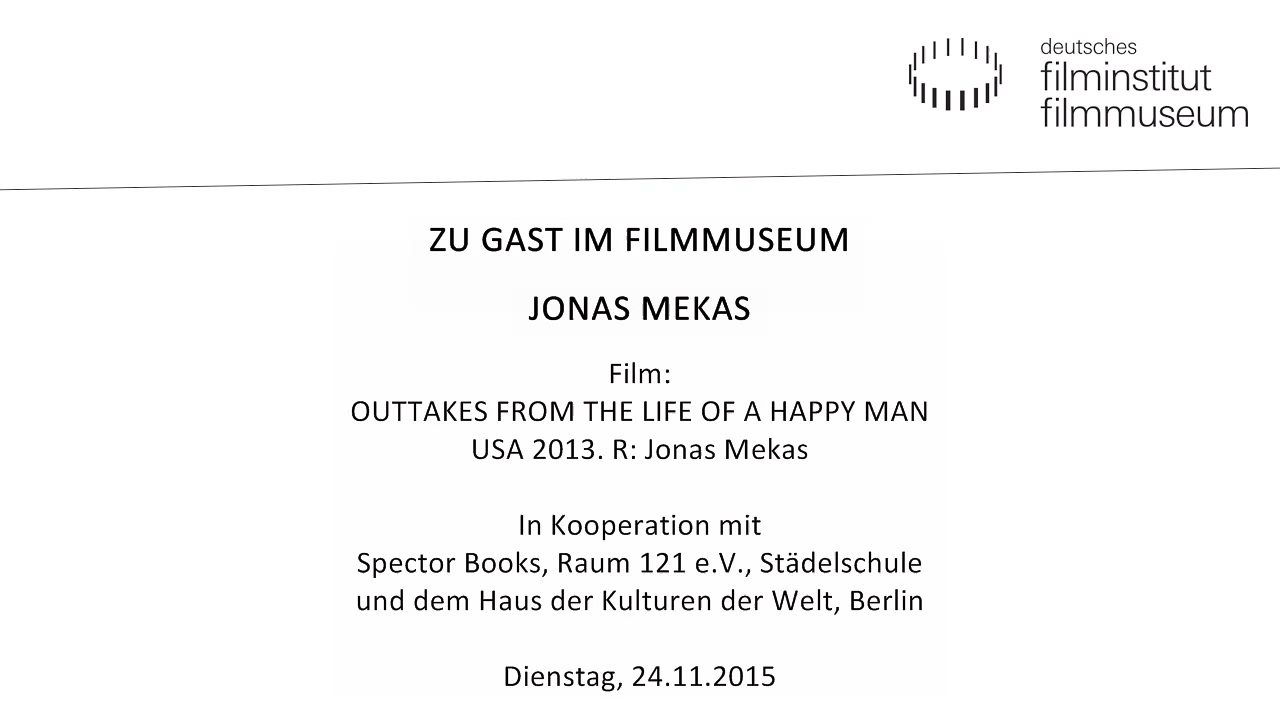 deutsches
filminstitut
filmmuseum
ZU GAST IM FILMMUSEUM
JONAS MEKAS
Film:
OUTTAKES FROM THE LIFE OF A HAPPY MAN
USA 2013. R: Jonas Mekas
In Kooperation mit
Spector Books, Raum 121 e.V., Städelschule
und dem Haus der Kulturen der Welt, Berlin
Dienstag, 24.11.2015